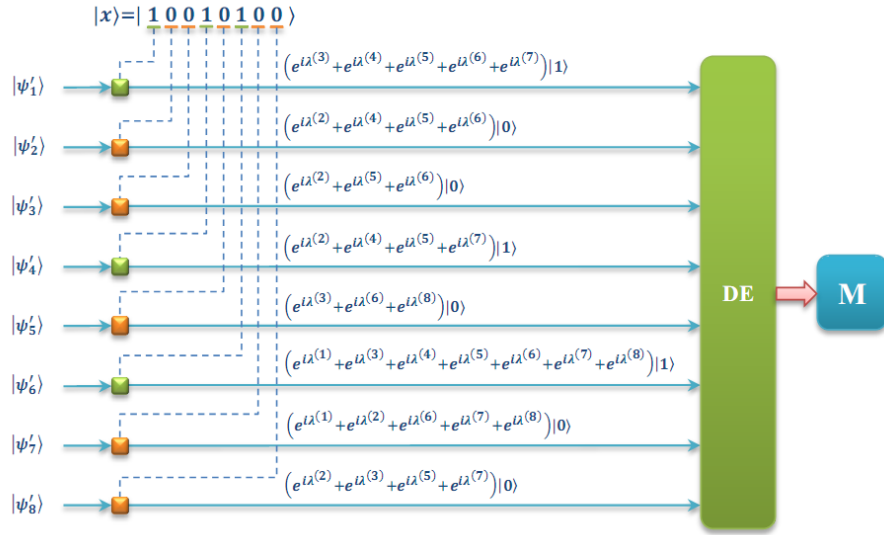 |x⟩=| 1 0 0 1 0 1 0 0 ⟩
|ψ′₁⟩
(e^{iλ^{(3)}}+e^{iλ^{(4)}}+e^{iλ^{(5)}}+e^{iλ^{(6)}}+e^{iλ^{(7)}})|1⟩
|ψ′₂⟩
(e^{iλ^{(2)}}+e^{iλ^{(4)}}+e^{iλ^{(5)}}+e^{iλ^{(6)}})|0⟩
|ψ′₃⟩
(e^{iλ^{(2)}}+e^{iλ^{(5)}}+e^{iλ^{(6)}})|0⟩
|ψ′₄⟩
(e^{iλ^{(2)}}+e^{iλ^{(4)}}+e^{iλ^{(5)}}+e^{iλ^{(7)}})|1⟩
|ψ′₅⟩
(e^{iλ^{(3)}}+e^{iλ^{(6)}}+e^{iλ^{(8)}})|0⟩
|ψ′₆⟩
(e^{iλ^{(1)}}+e^{iλ^{(3)}}+e^{iλ^{(4)}}+e^{iλ^{(5)}}+e^{iλ^{(6)}}+e^{iλ^{(7)}}+e^{iλ^{(8)}})|1⟩
|ψ′₇⟩
(e^{iλ^{(1)}}+e^{iλ^{(2)}}+e^{iλ^{(6)}}+e^{iλ^{(7)}}+e^{iλ^{(8)}})|0⟩
|ψ′₈⟩
(e^{iλ^{(2)}}+e^{iλ^{(3)}}+e^{iλ^{(5)}}+e^{iλ^{(7)}})|0⟩
DE
M